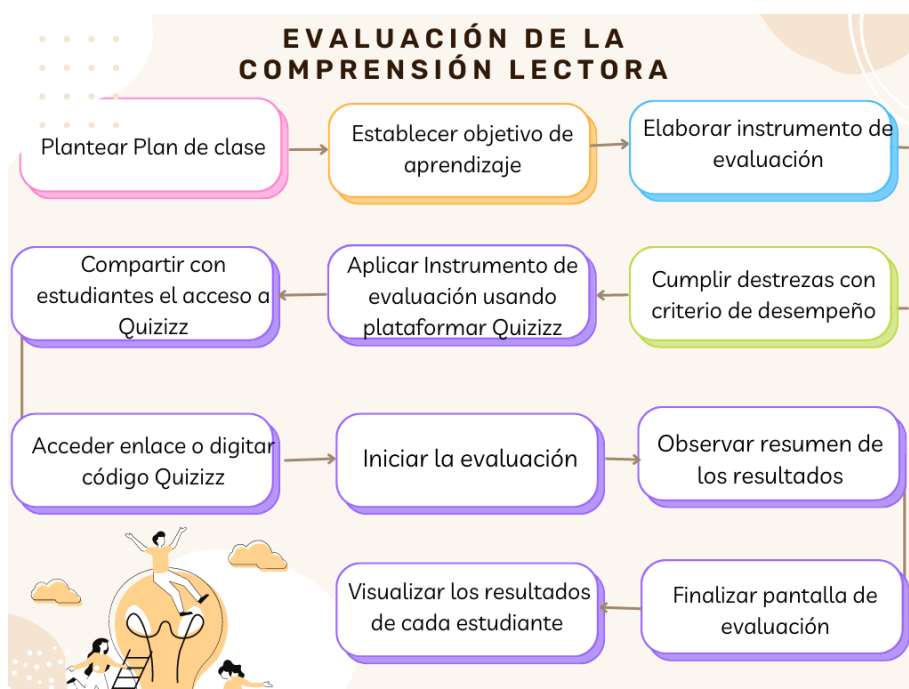 EVALUACIÓN DE LA
COMPRENSIÓN LECTORA
Plantear Plan de clase
Establecer objetivo de
aprendizaje
Elaborar instrumento de
evaluación
Cumplir destrezas con
criterio de desempeño
Aplicar Instrumento de
evaluación usando
plataformar Quizizz
Compartir con
estudiantes el acceso a
Quizizz
Acceder enlace o digitar
código Quizizz
Iniciar la evaluación
Observar resumen de
los resultados
Finalizar pantalla de
evaluación
Visualizar los resultados
de cada estudiante